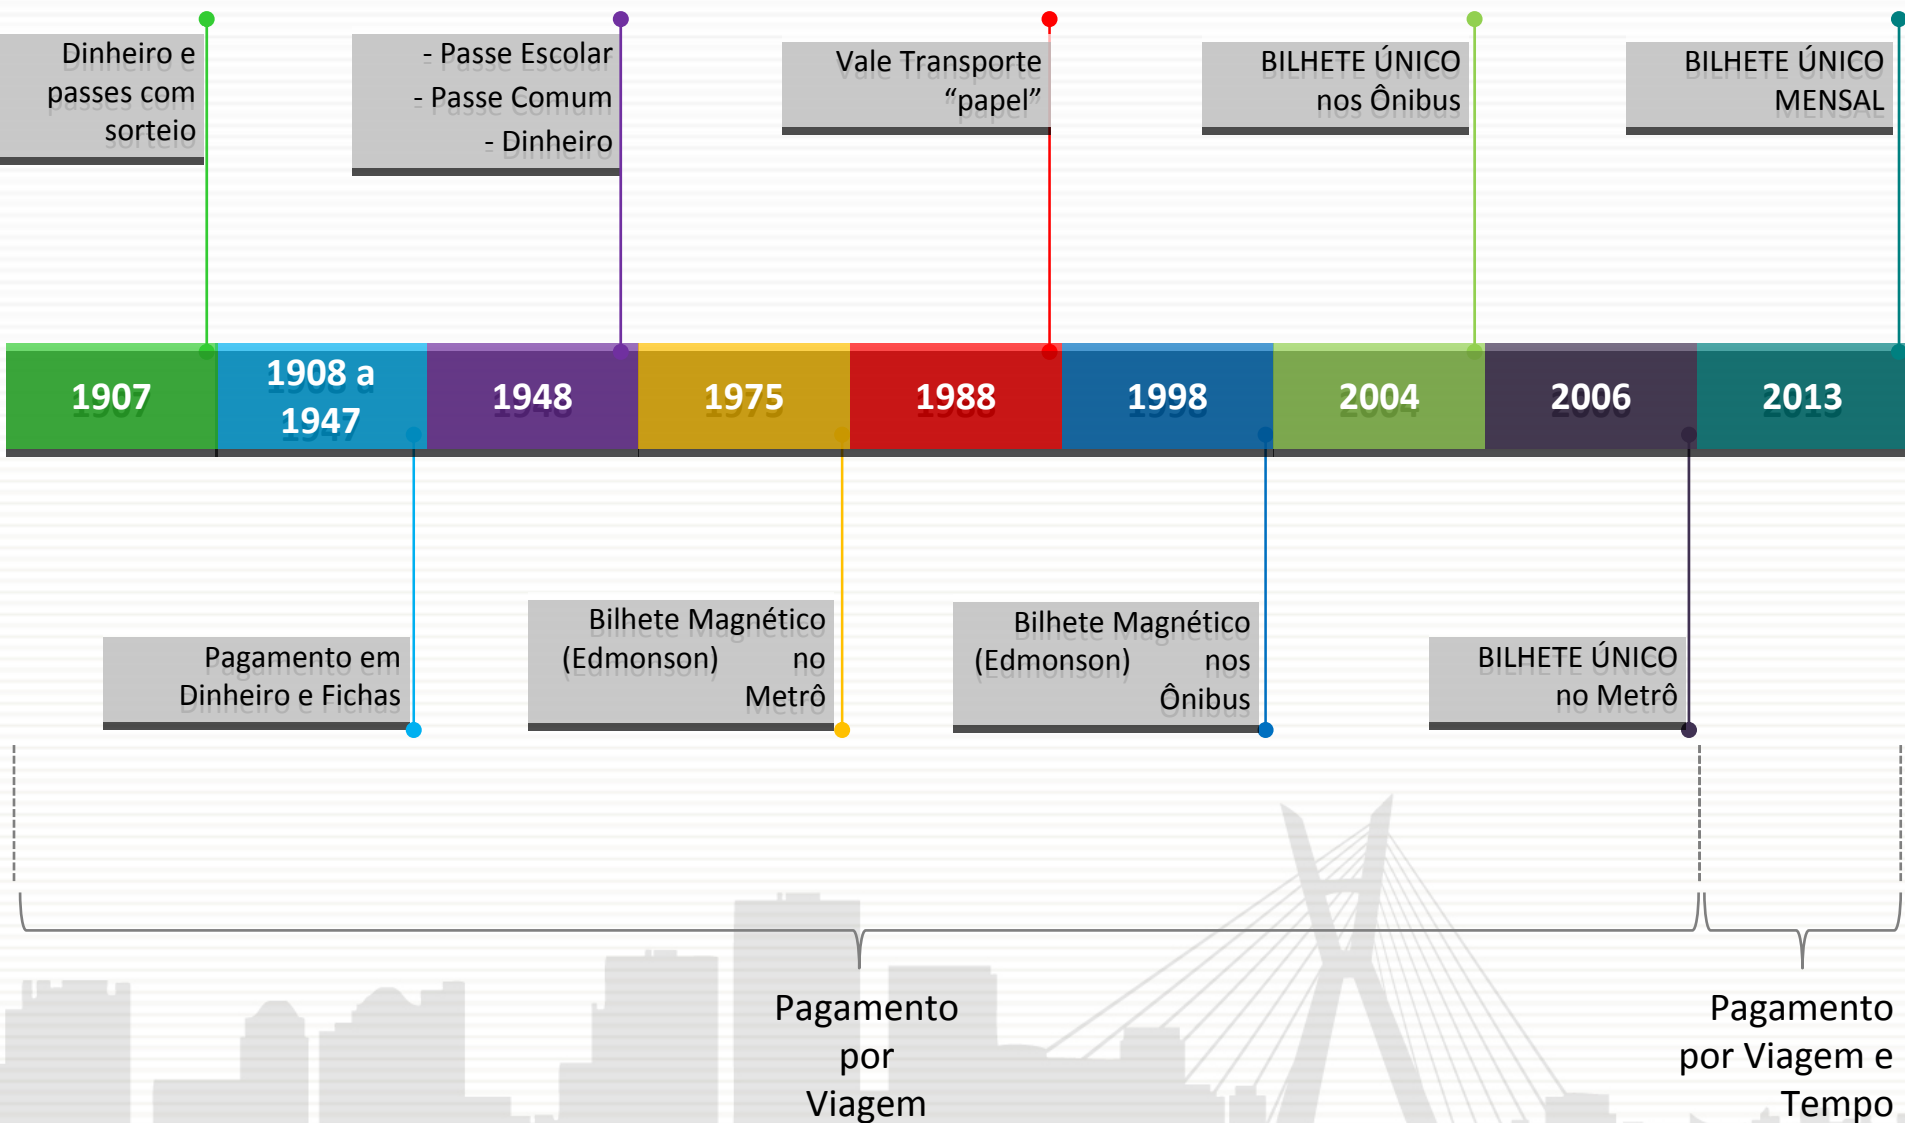 Dinheiro e
passes com
sorteio
- Passe Escolar
- Passe Comum
- Dinheiro
Vale Transporte
“papel”
BILHETE ÚNICO
nos Ônibus
BILHETE ÚNICO
MENSAL
1907
1908 a
1947
1948
1975
1988
1998
2004
2006
2013
Pagamento em
Dinheiro e Fichas
Bilhete Magnético
(Edmonson) no
Metrô
Bilhete Magnético
(Edmonson) nos
Ônibus
BILHETE ÚNICO
no Metrô
Pagamento
por
Viagem
Pagamento
por Viagem e
Tempo